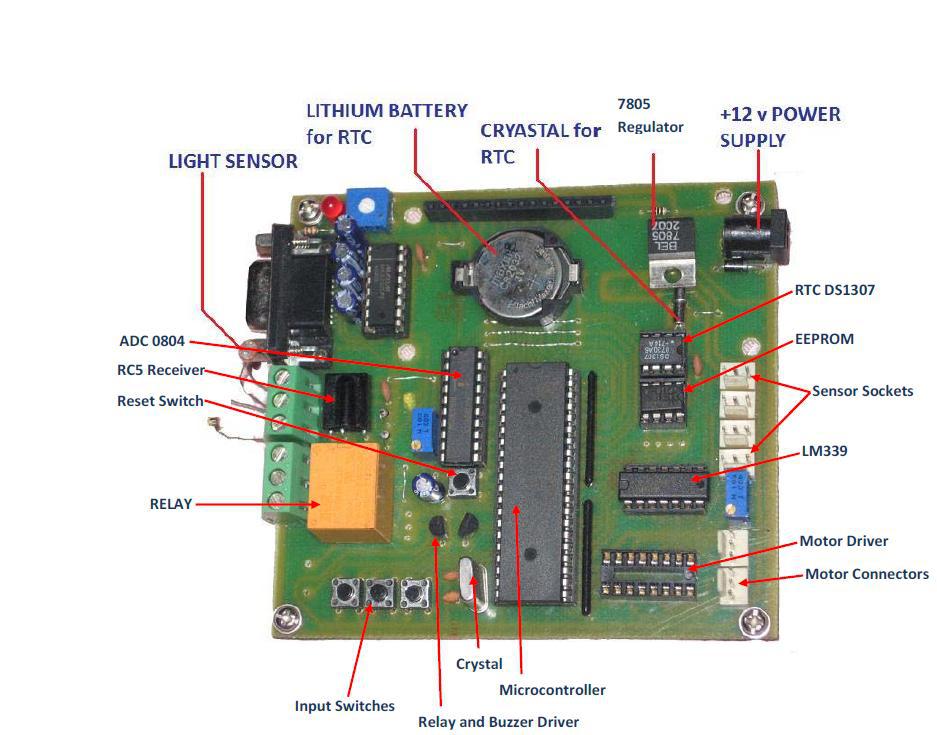 LITHIUM BATTERY
for RTC
CRYASTAL for
RTC
7805
Regulator
+12 v POWER
SUPPLY
LIGHT SENSOR
BEL
7805
RTC DS1307
ADC 0804
EEPROM
RC5 Receiver
Sensor Sockets
Reset Switch
LM339
RELAY
Motor Driver
Motor Connectors
Crystal
Microcontroller
Input Switches
Relay and Buzzer Driver